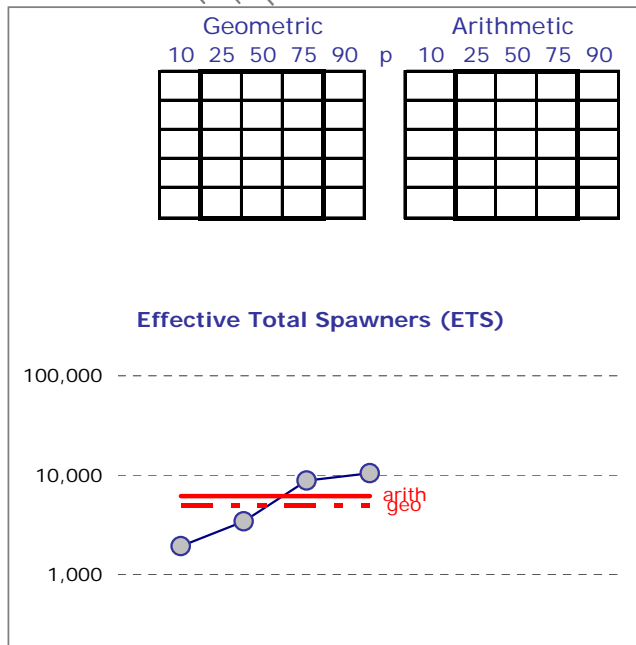 Geometric Arithmetic
10 25 50 75 90 p 10 25 50 75 90
Effective Total Spawners (ETS)
100,000
10,000
arith
geo
1,000